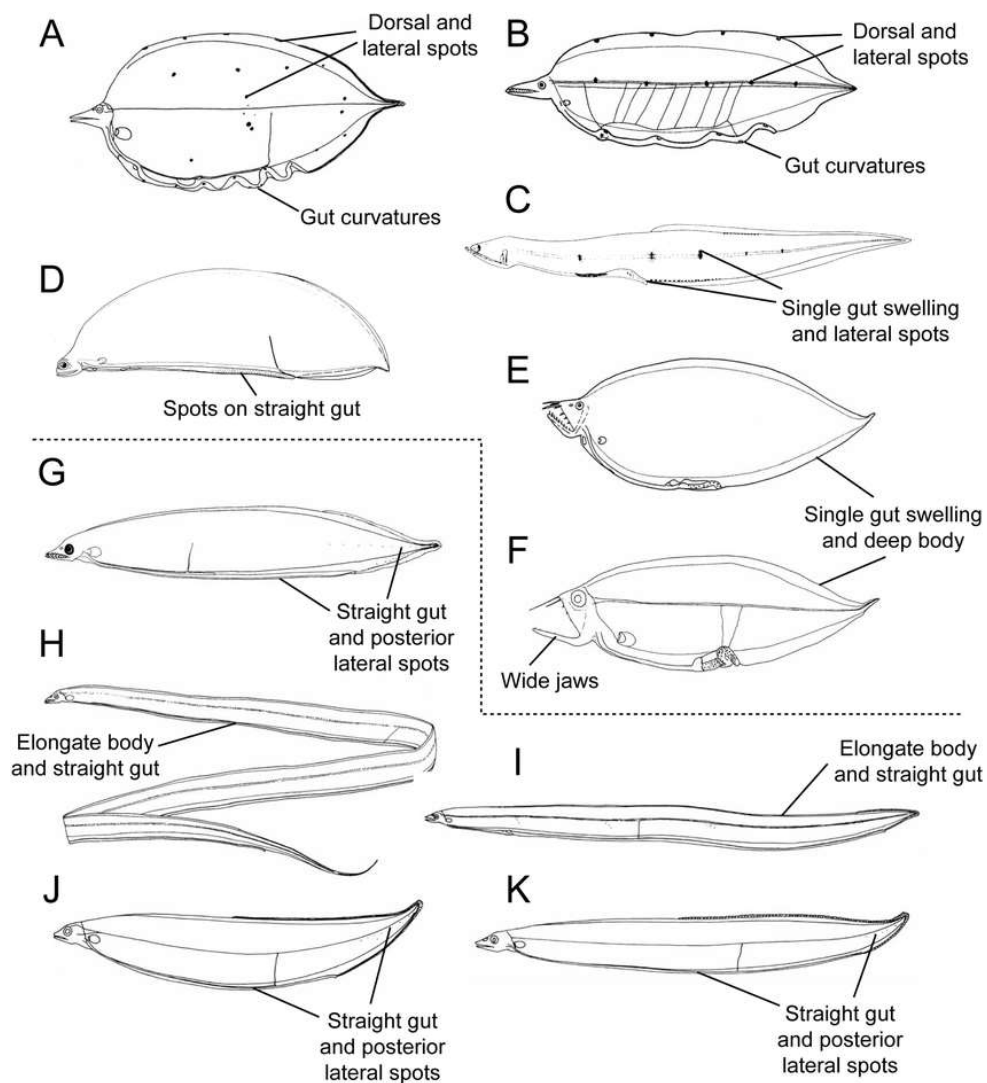 A
Dorsal and
lateral spots
Gut curvatures
B
Dorsal and
lateral spots
Gut curvatures
C
Single gut swelling
and lateral spots
D
Spots on straight gut
E
Single gut swelling
and deep body
F
Wide jaws
G
Straight gut
and posterior
lateral spots
H
Elongate body
and straight gut
I
Elongate body
and straight gut
J
Straight gut
and posterior
lateral spots
K
Straight gut
and posterior
lateral spots